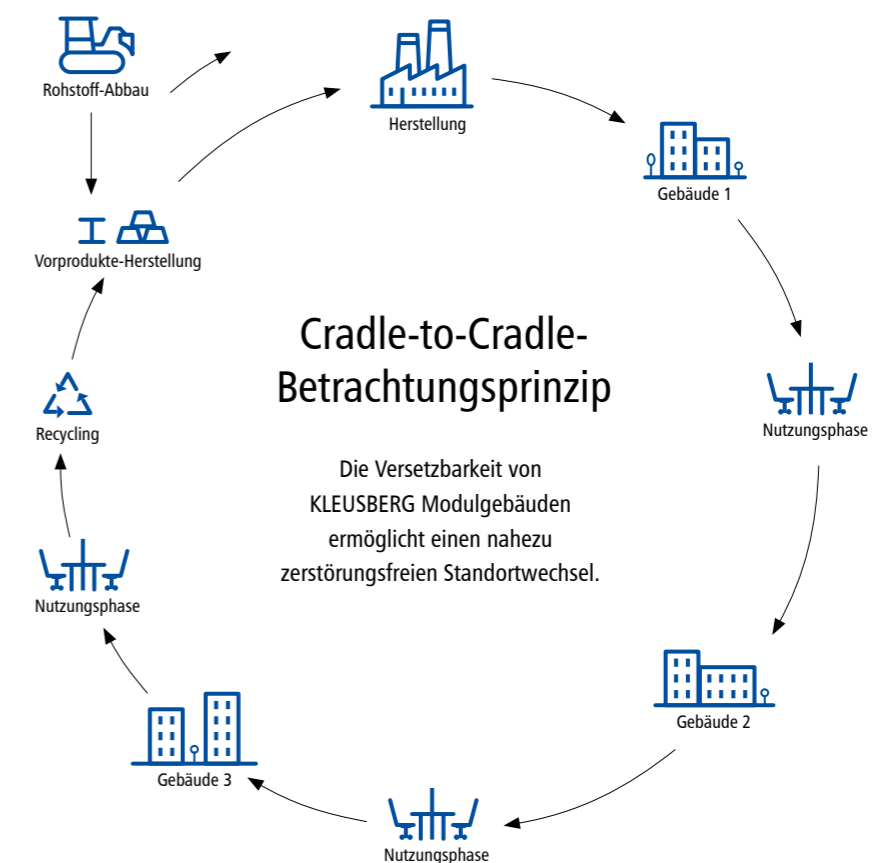 Rohstoff-Abbau
Herstellung
Gebäude 1
Vorprodukte-Herstellung
Cradle-to-Cradle-
Betrachtungsprinzip
Nutzungsphase
Recycling
Die Versetzbarkeit von
KLEUSBERG Modulgebäuden
ermöglicht einen nahezu
zerstörungsfreien Standortwechsel.
Nutzungsphase
Gebäude 2
Gebäude 3
Nutzungsphase